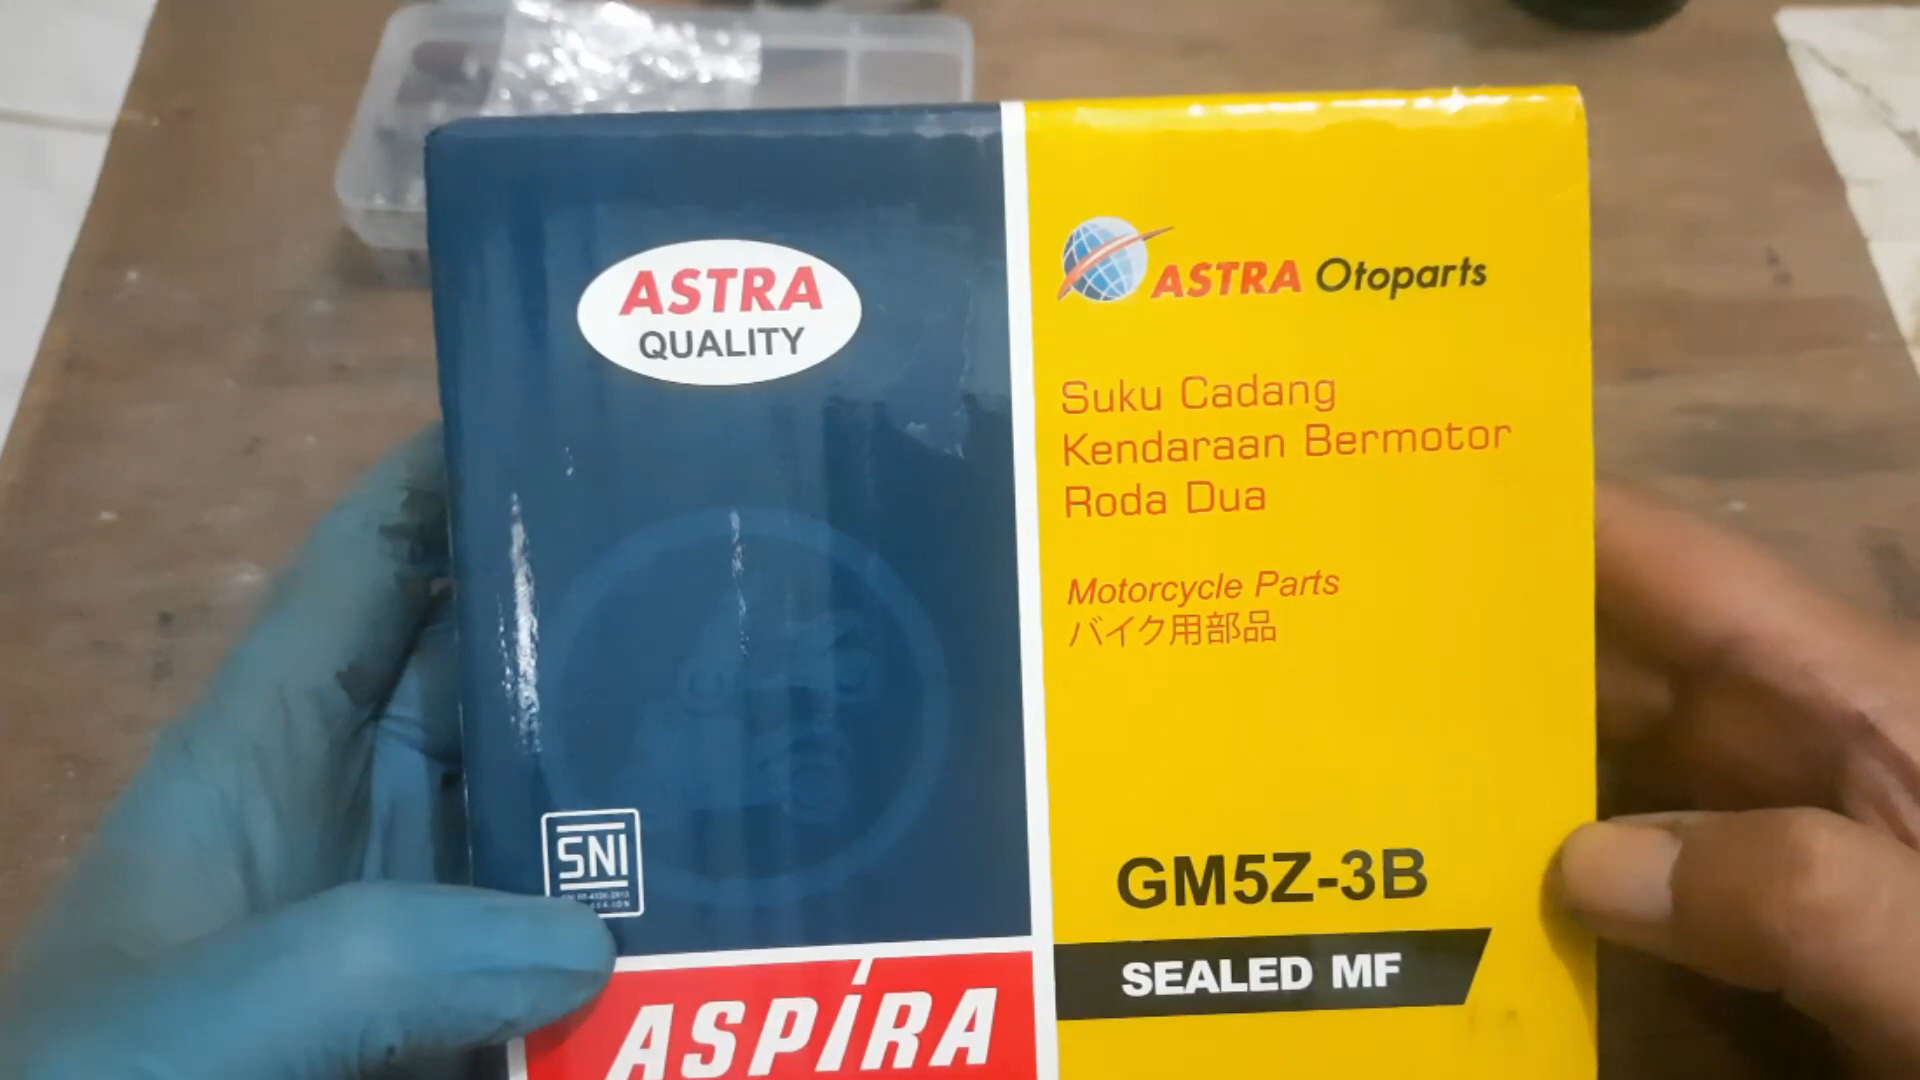 ASTRA
QUALITY
ASTRA Otoparts
Suku Cadang
Kendaraan Bermotor
Roda Dua
Motorcycle Parts
バイク用部品
SNI
GM5Z-3B
SEALED MF
ASPIRA